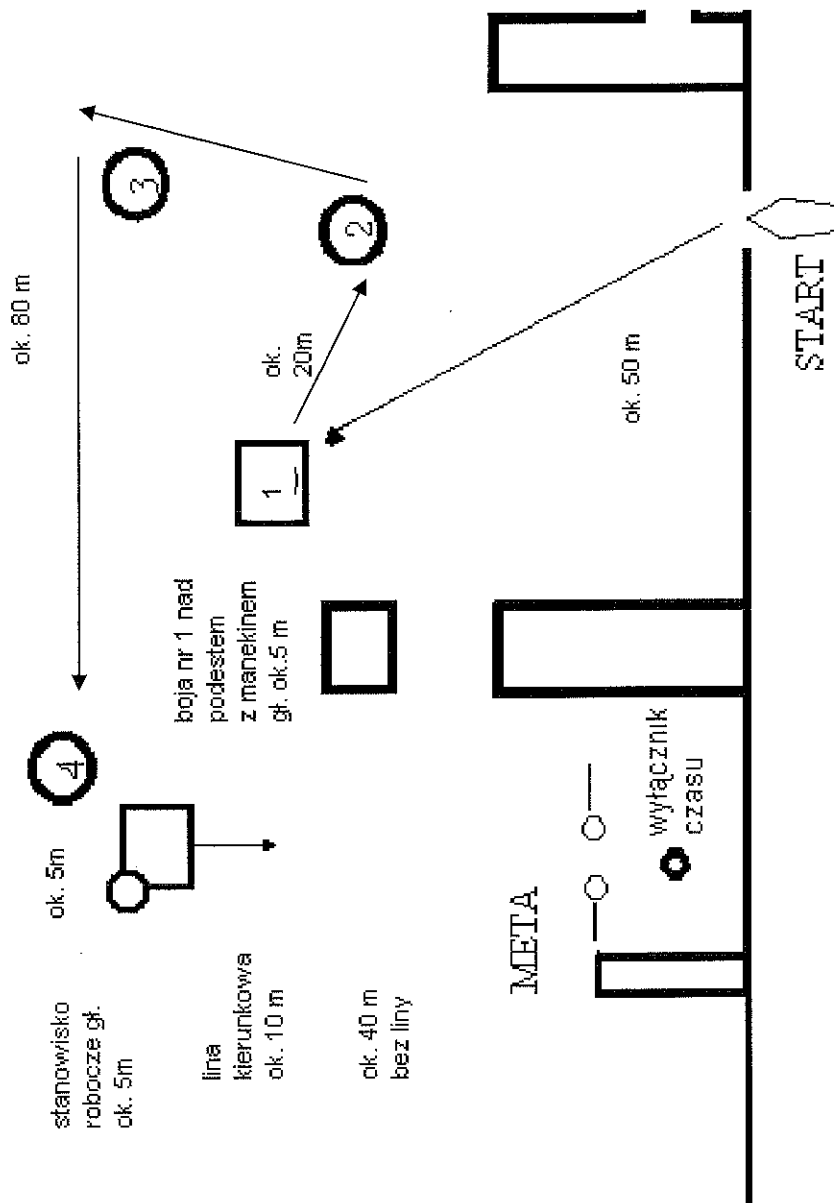 ok. 80 m
3
2
ok.
20m
1
ok. 50 m
START
boja nr 1 nad
podestem
z manekinem
gł. ok.5 m
4
ok. 5m
stanowisko
robocze gł.
ok. 5m
lina
kierunkowa
ok. 10 m
ok. 40 m
bez liny
META
wyłącznik
czasu